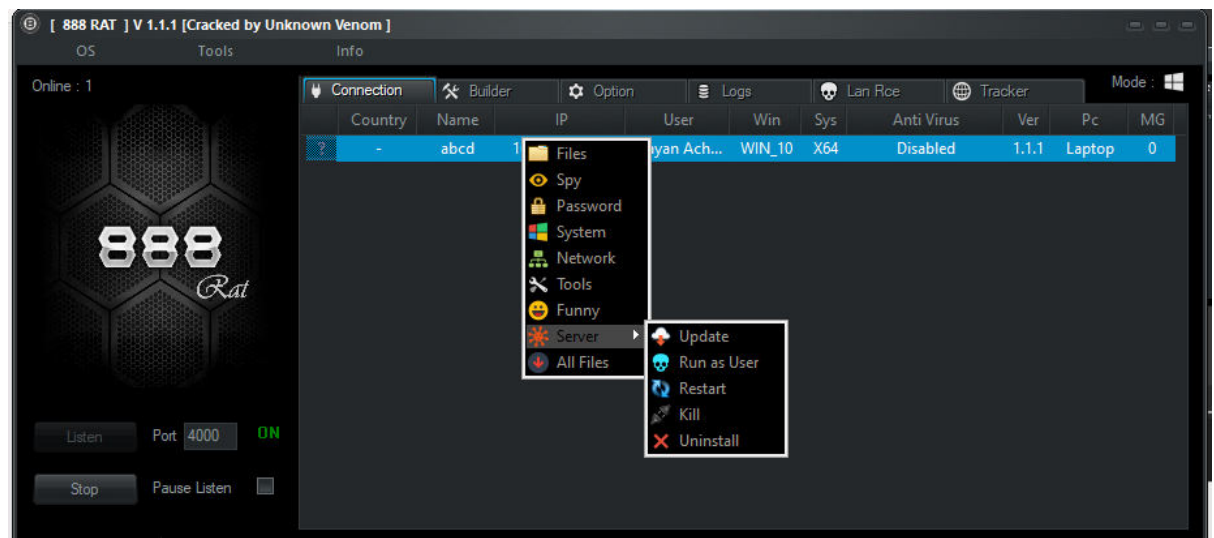 [ 888 RAT ] V 1.1.1 [Cracked by Unknown Venom ]
OS Tools Info
Online : 1
Connection Builder Option Logs Lan Rce Tracker Mode :
Country Name IP User Win Sys Anti Virus Ver Pc MG
? - abcd Ach... WIN_10 X64 Disabled 1.1.1 Laptop 0
Files
Spy
Password
System
Network
Tools
Funny
Server
All Files
Update
Run as User
Restart
Kill
Uninstall
888
Rat
Listen Port 4000 ON
Stop Pause Listen